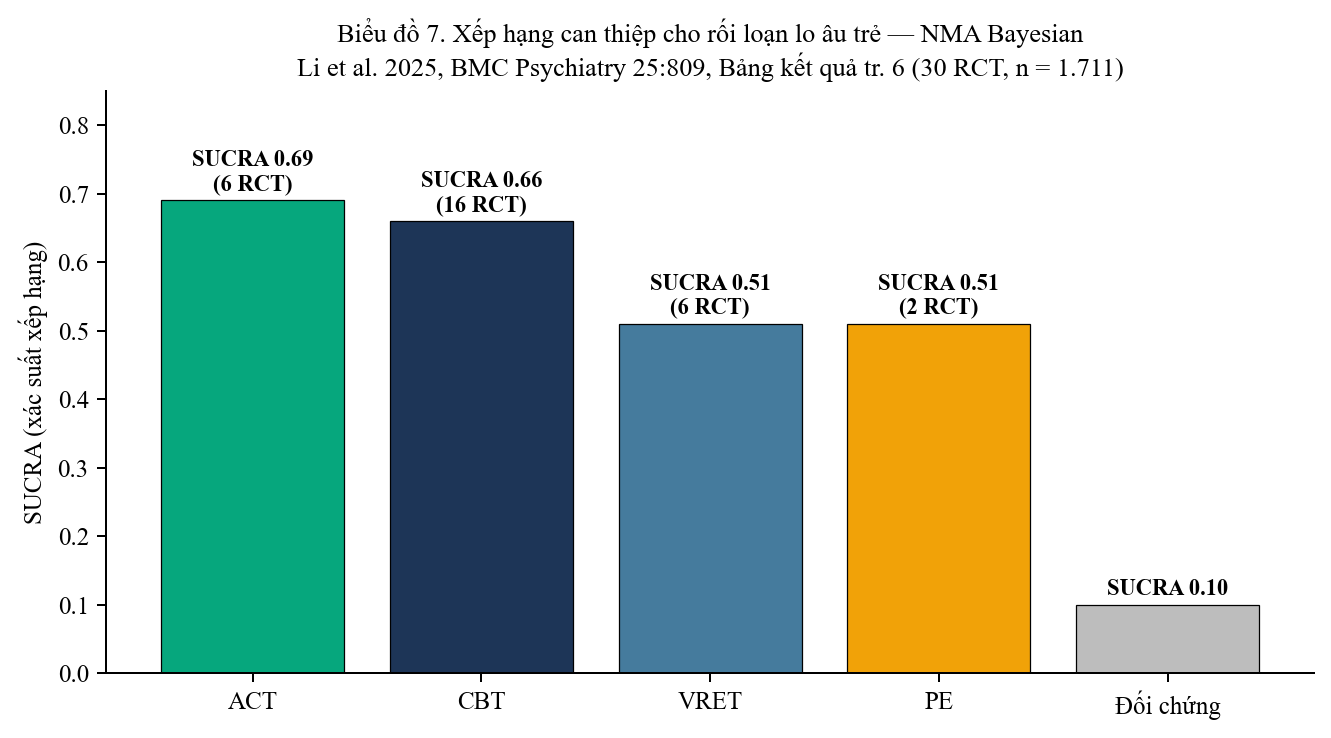 Biểu đồ 7. Xếp hạng can thiệp cho rối loạn lo âu trẻ — NMA Bayesian
Li et al. 2025, BMC Psychiatry 25:809, Bảng kết quả tr. 6 (30 RCT, n = 1.711)
SUCRA (xác suất xếp hạng)
0.8
0.7
0.6
0.5
0.4
0.3
0.2
0.1
0.0
SUCRA 0.69
(6 RCT)
SUCRA 0.66
(16 RCT)
SUCRA 0.51
(6 RCT)
SUCRA 0.51
(2 RCT)
SUCRA 0.10
ACT
CBT
VRET
PE
Đối chứng